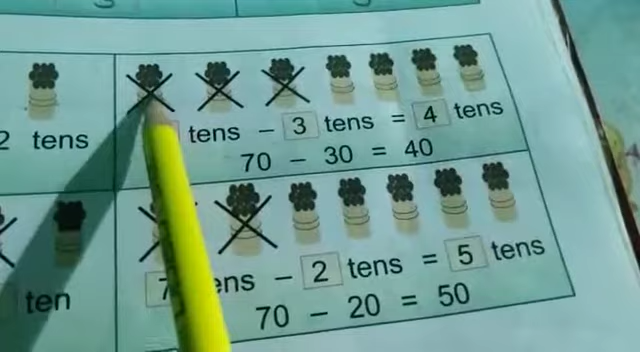 2 tens
tens - 3 tens = 4 tens
70 - 30 = 40
ten
7 ens - 2 tens = 5 tens
70 - 20 = 50